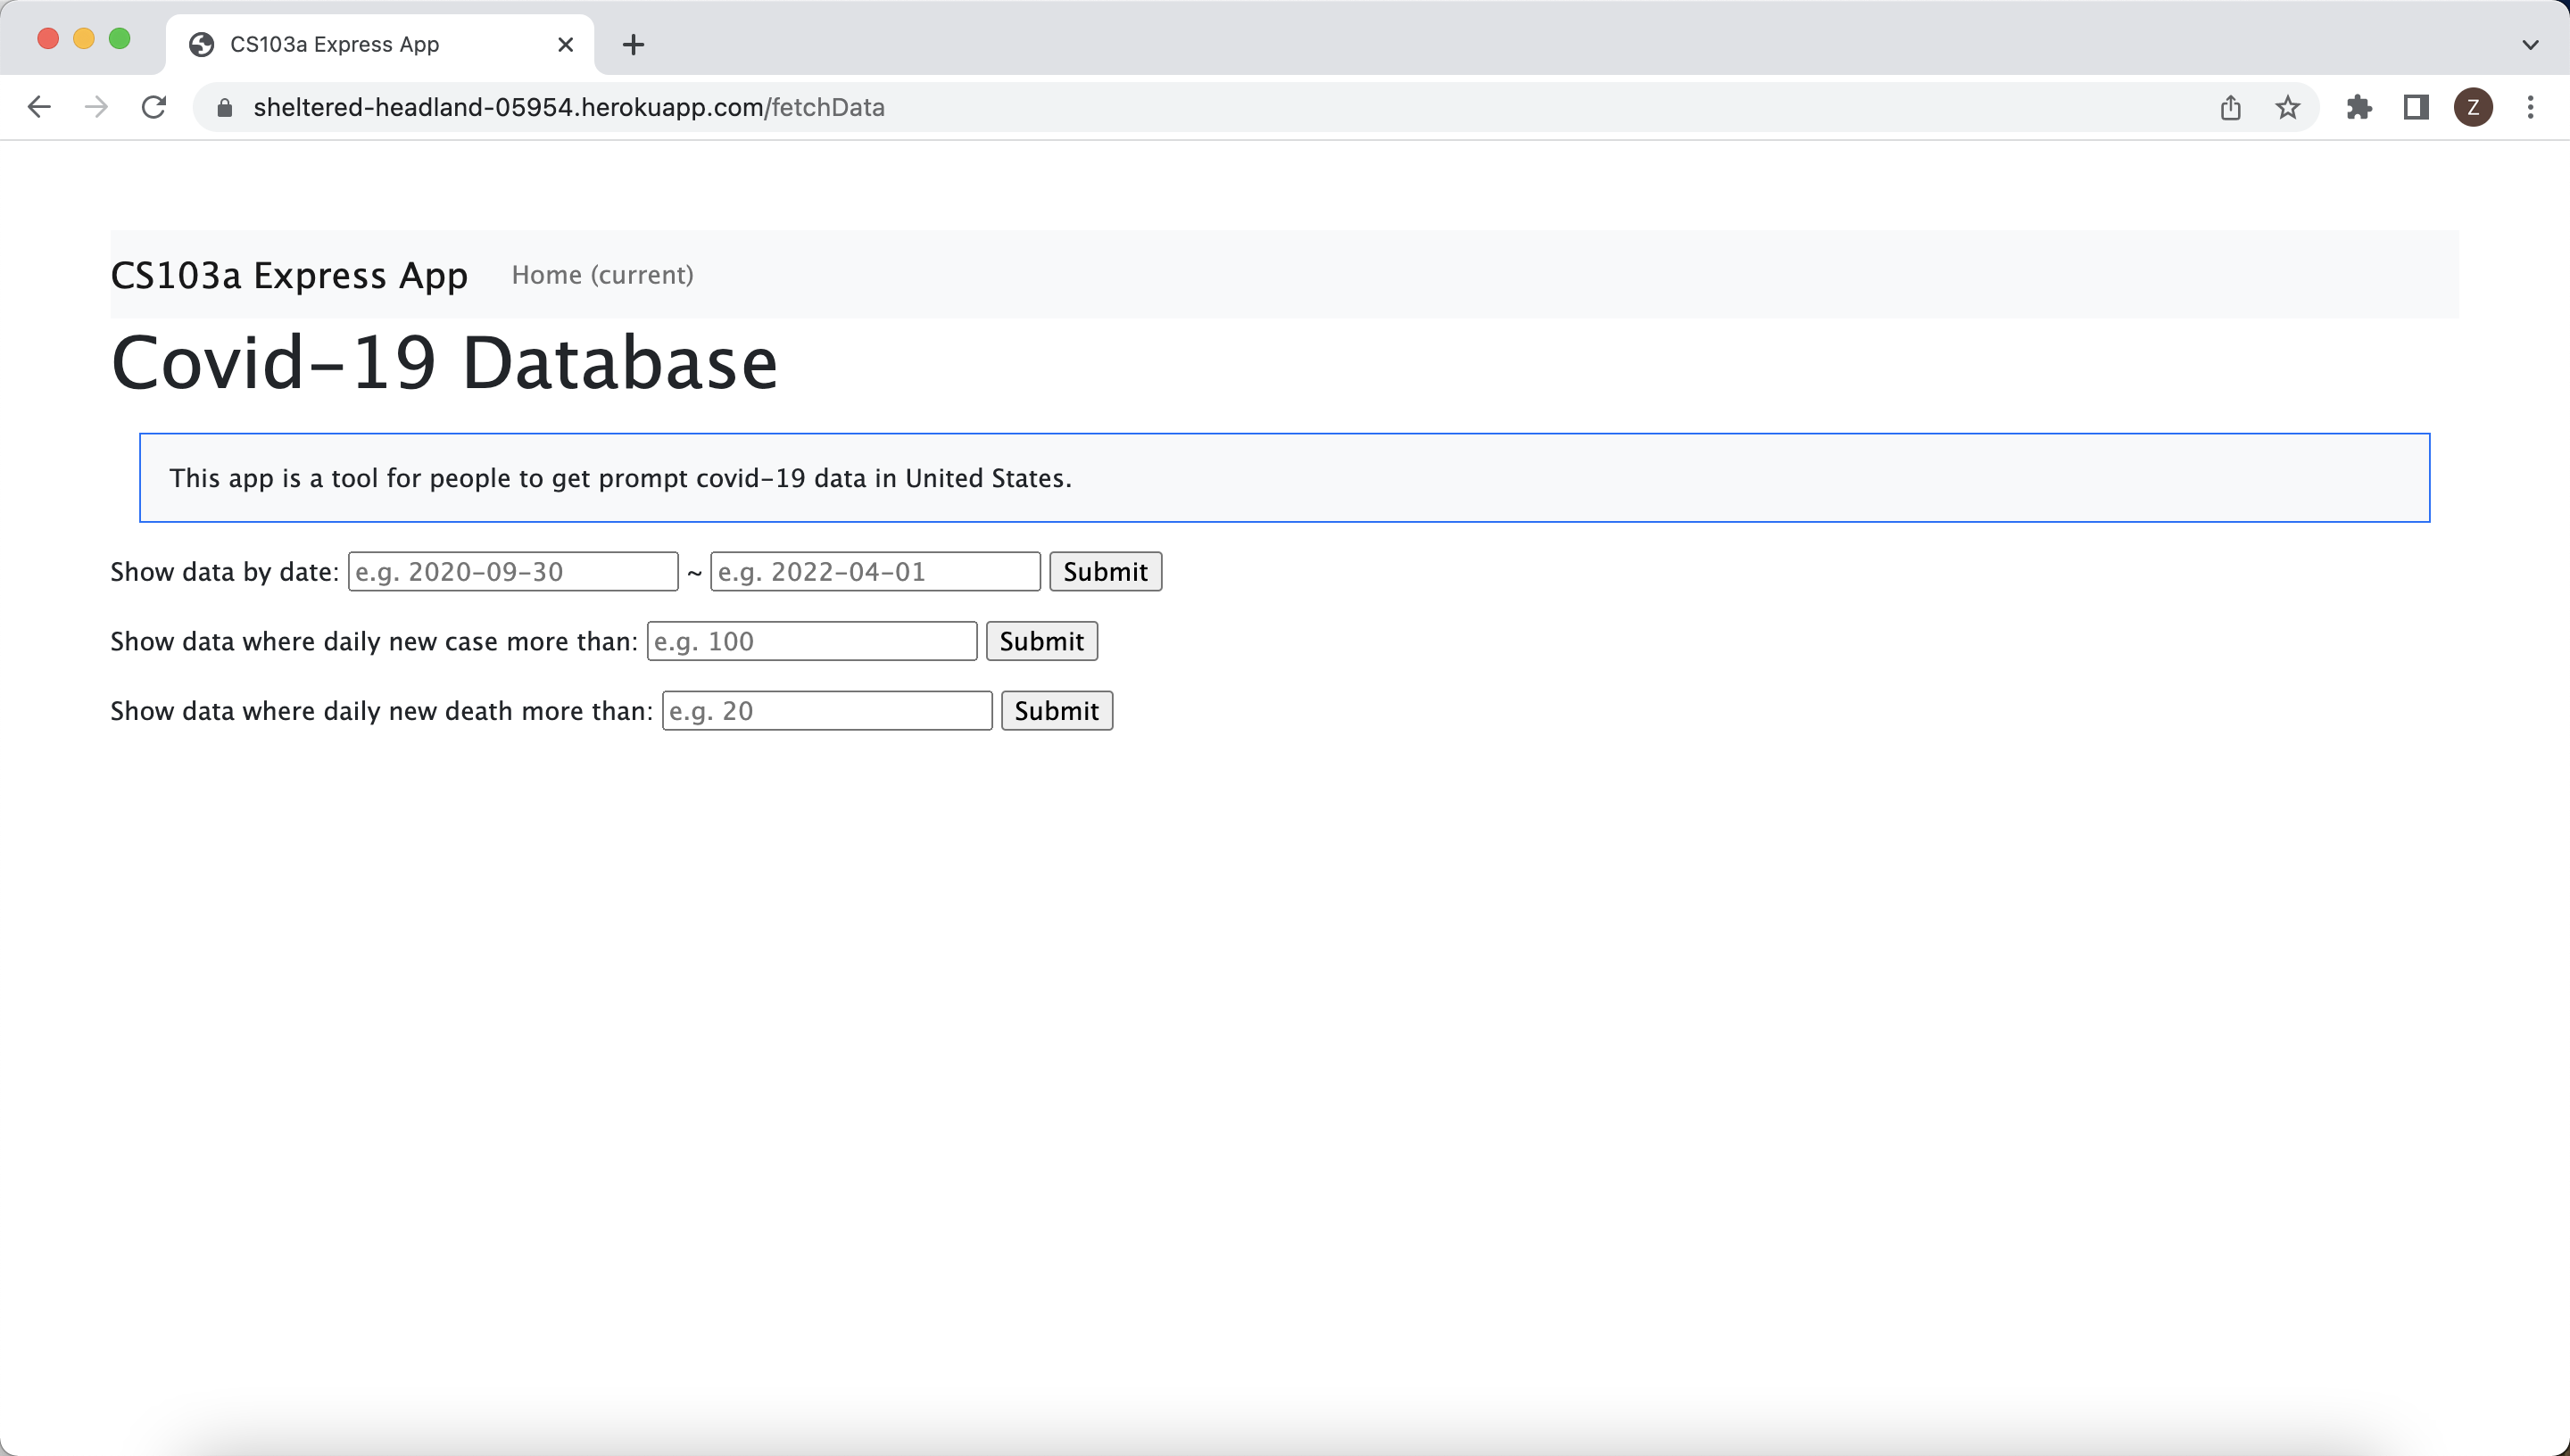 CS103a Express App
sheltered-headland-05954.herokuapp.com/fetchData
Z
CS103a Express App Home (current)
Covid-19 Database
This app is a tool for people to get prompt covid-19 data in United States.
Show data by date: e.g. 2020-09-30 ~ e.g. 2022-04-01 Submit
Show data where daily new case more than: e.g. 100 Submit
Show data where daily new death more than: e.g. 20 Submit